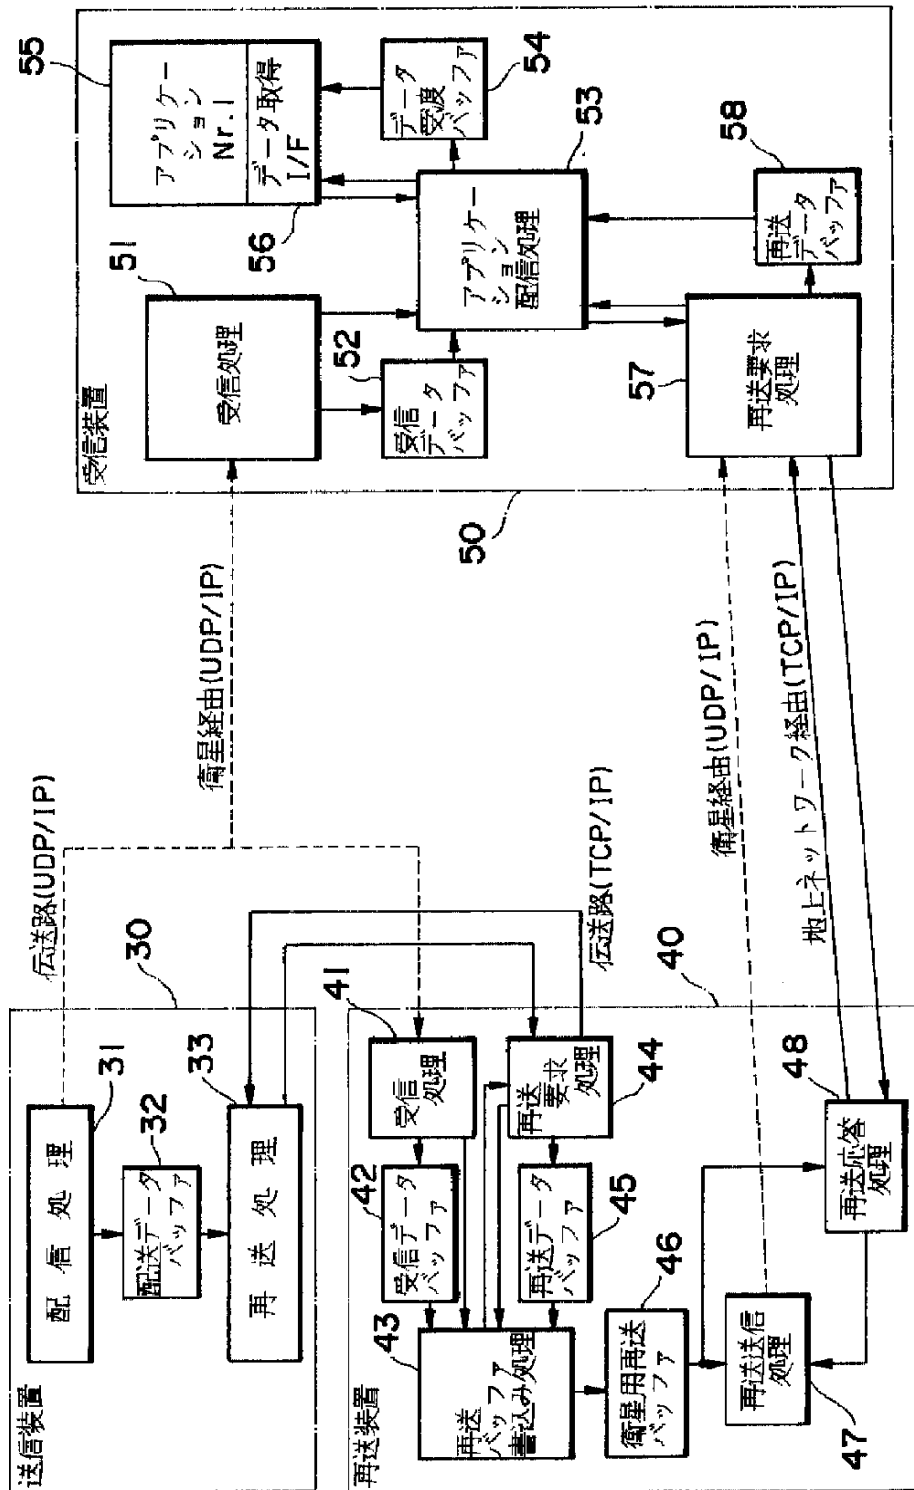 送信装置
配信処理
31
配送データ
バッファ
32
再送処理
33
30
伝送路(UDP/IP)
衛星経由(UDP/IP)
伝送路(TCP/IP)
再送装置
40
受信
処理
41
受信データ
バッファ
42
再送
バッファ
書込み処理
43
再送
要求
処理
44
再送データ
バッファ
45
衛星用再送
バッファ
46
再送送信
処理
47
再送応答
処理
48
衛星経由(UDP/IP)
地上ネットワーク経由(TCP/IP)
受信装置
50
受信処理
51
受信
データ
バッファ
52
アプリケー
ション
配信処理
53
データ
受渡
バッファ
54
アプリケー
ション
Nr.1
55
データ取得
I/F
56
再送要求
処理
57
再送
データ
バッファ
58